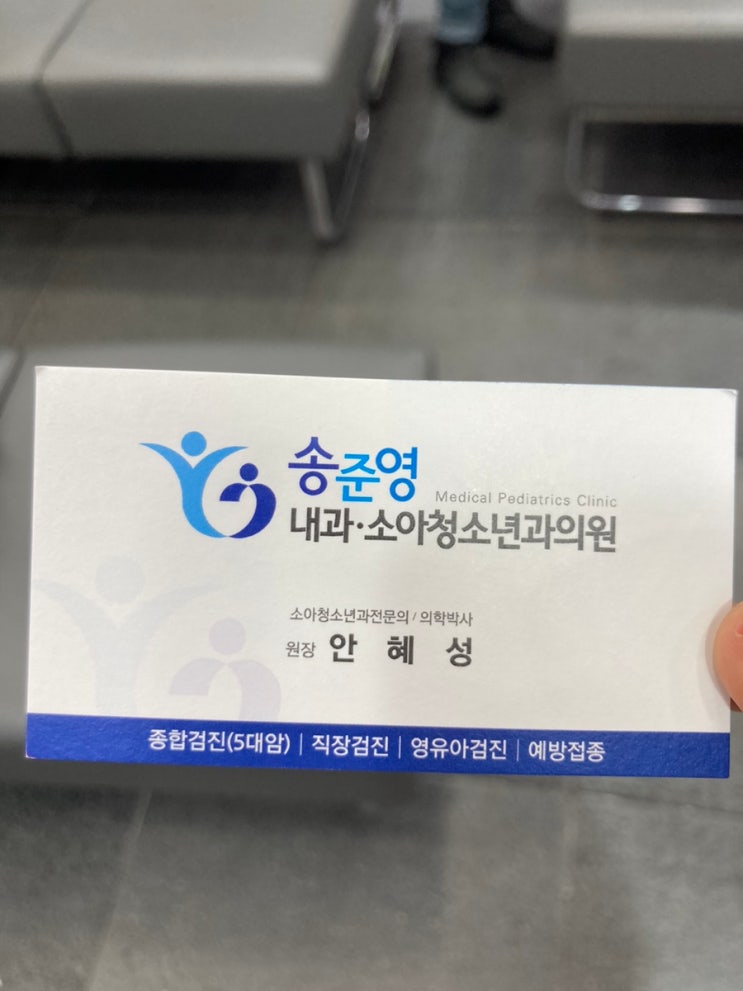 송준영
Medical Pediatrics Clinic
내과·소아청소년과의원
소아청소년과전문의 / 의학박사
원장 안 혜 성
종합검진(5대암) | 직장검진 | 영유아검진 | 예방접종